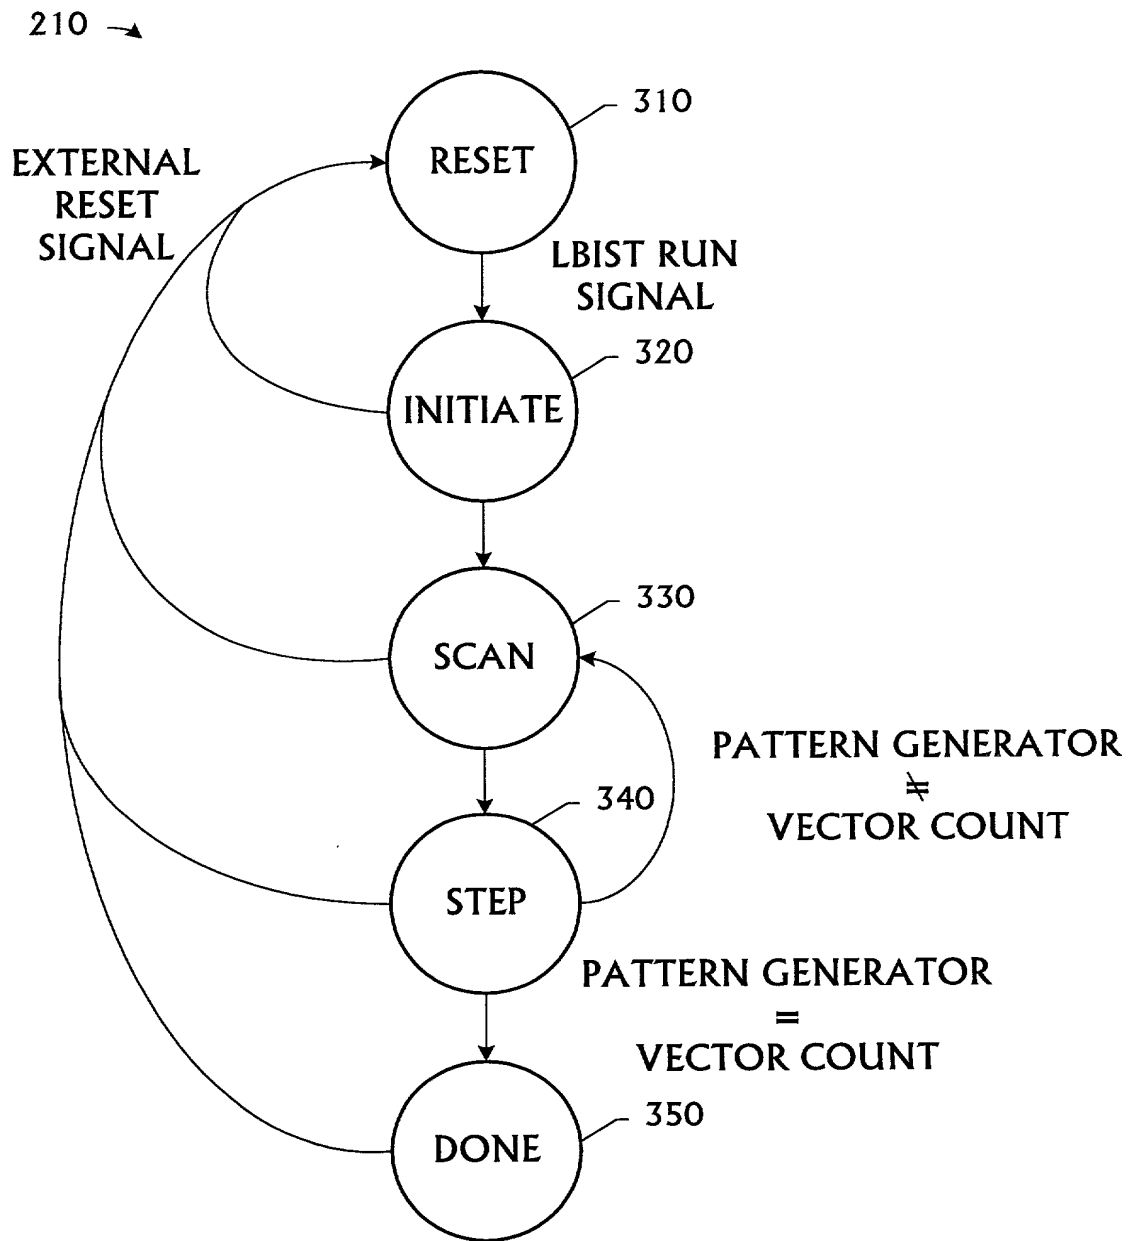 210
310
RESET
EXTERNAL
RESET
SIGNAL
LBIST RUN
SIGNAL
320
INITIATE
330
SCAN
PATTERN GENERATOR
≠
VECTOR COUNT
340
STEP
PATTERN GENERATOR
=
VECTOR COUNT
350
DONE